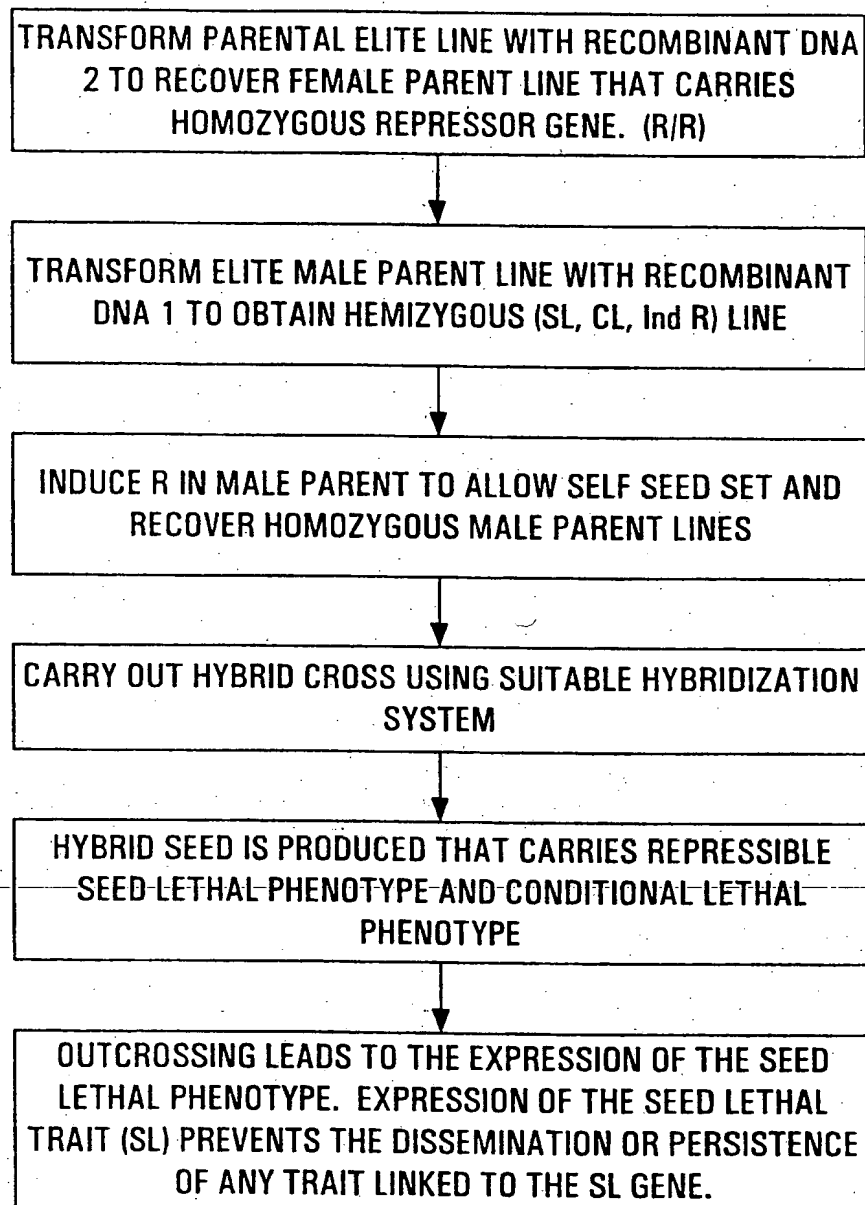 TRANSFORM PARENTAL ELITE LINE WITH RECOMBINANT DNA
2 TO RECOVER FEMALE PARENT LINE THAT CARRIES
HOMOZYGOUS REPRESSOR GENE. (R/R)
TRANSFORM ELITE MALE PARENT LINE WITH RECOMBINANT
DNA 1 TO OBTAIN HEMIZYGOUS (SL, CL, Ind R) LINE
INDUCE R IN MALE PARENT TO ALLOW SELF SEED SET AND
RECOVER HOMOZYGOUS MALE PARENT LINES
CARRY OUT HYBRID CROSS USING SUITABLE HYBRIDIZATION
SYSTEM
HYBRID SEED IS PRODUCED THAT CARRIES REPRESSIBLE
SEED LETHAL PHENOTYPE AND CONDITIONAL LETHAL
PHENOTYPE
OUTCROSSING LEADS TO THE EXPRESSION OF THE SEED
LETHAL PHENOTYPE. EXPRESSION OF THE SEED LETHAL
TRAIT (SL) PREVENTS THE DISSEMINATION OR PERSISTENCE
OF ANY TRAIT LINKED TO THE SL GENE.